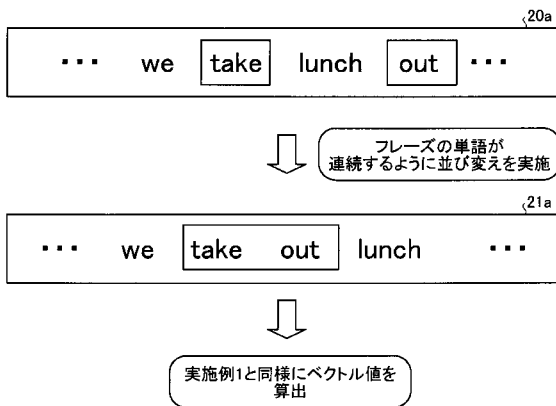 20a
・・・ we take lunch out ・・・
フレーズの単語が
連続するように並び変えを実施
21a
・・・ we take out lunch ・・・
実施例1と同様にベクトル値を
算出